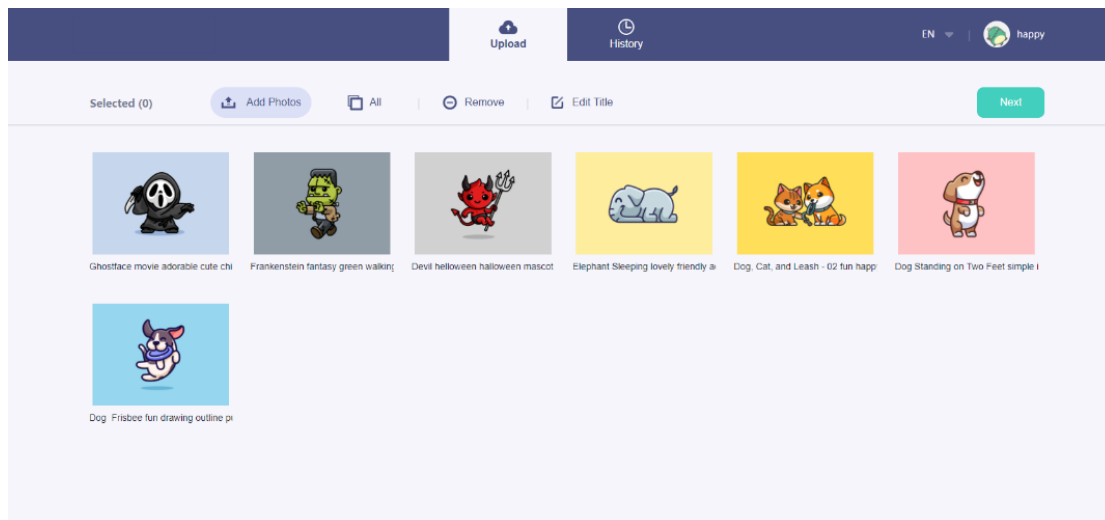 Upload
History
EN
happy
Selected (0)
Add Photos
All
Remove
Edit Title
Next
Ghostface movie adorable cute chi
Frankenstein fantasy green walking
Devil helloween halloween mascot
Elephant Sleeping lovely friendly a
Dog, Cat, and Leash - 02 fun happ
Dog Standing on Two Feet simple i
Dog Frisbee fun drawing outline p